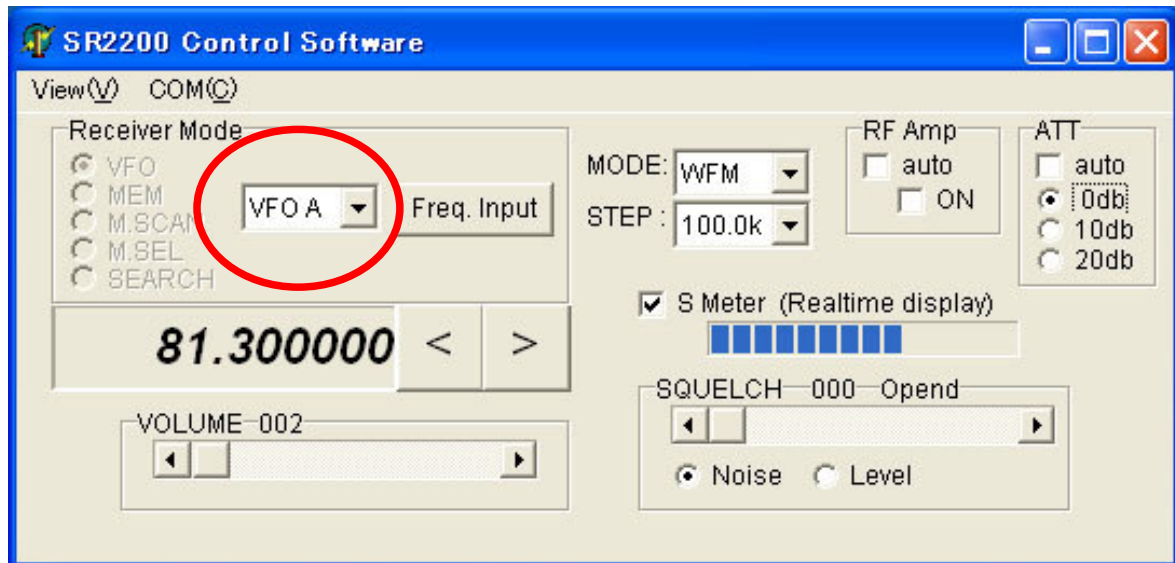 SR2200 Control Software
View(V) COM(C)
Receiver Mode
VFO
MEM
M.SCAN
M.SEL
SEARCH
VFO A
Freq. Input
MODE: WFM
STEP : 100.0k
RF Amp
auto
ON
ATT
auto
0db
10db
20db
81.300000 < >
S Meter (Realtime display)
VOLUME 002
SQUELCH 000 Opend
Noise Level